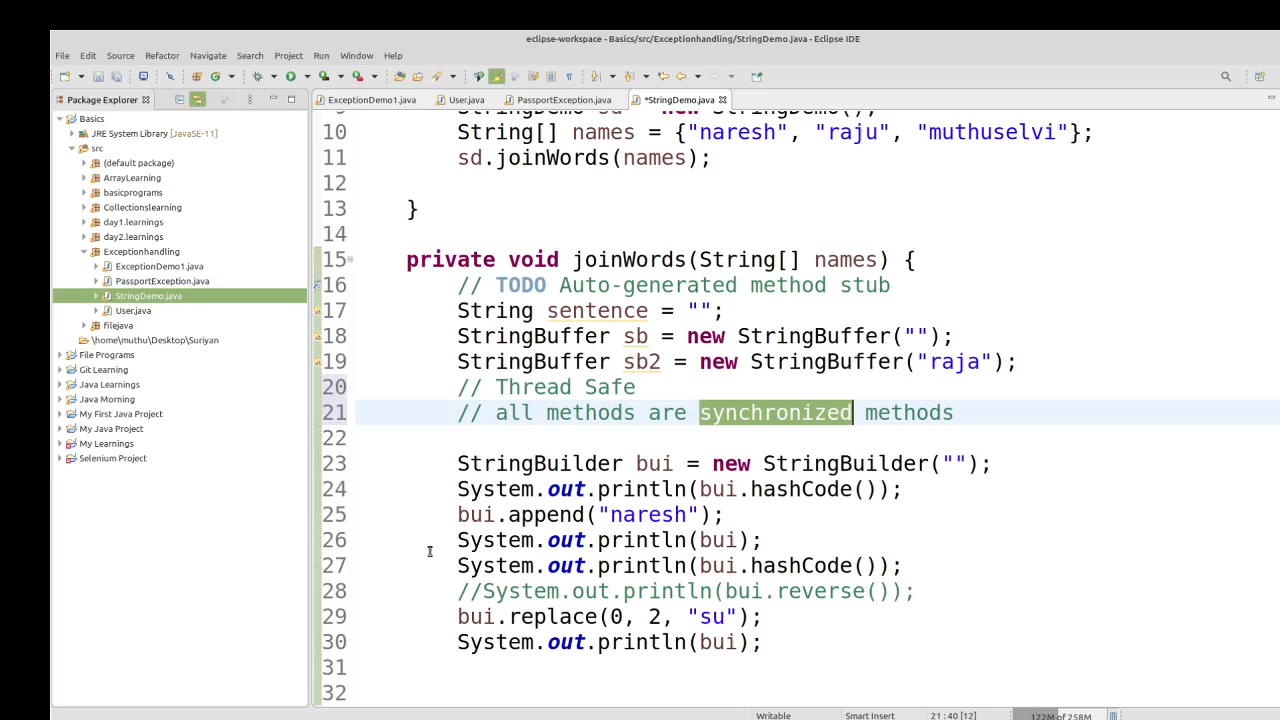 eclipse-workspace - Basics/src/Exceptionhandling/StringDemo.java - Eclipse IDE
File Edit Source Refactor Navigate Search Project Run Window Help
Package Explorer
ExceptionDemo1.java User.java PassportException.java *StringDemo.java
Basics
JRE System Library [JavaSE-11]
src
(default package)
ArrayLearning
basicprograms
Collectionslearning
day1.learnings
day2.learnings
Exceptionhandling
ExceptionDemo1.java
PassportException.java
StringDemo.java
User.java
filejava
\home\muthu\Desktop\Suriyan
File Programs
Git Learning
Java Learnings
Java Morning
My First Java Project
My Java Project
My Learnings
Selenium Project
9 StringDemo sd = new StringDemo();
10 String[] names = {"naresh", "raju", "muthuselvi"};
11 sd.joinWords(names);
12
13 }
14
15 private void joinWords(String[] names) {
16 // TODO Auto-generated method stub
17 String sentence = "";
18 StringBuffer sb = new StringBuffer("");
19 StringBuffer sb2 = new StringBuffer("raja");
20 // Thread Safe
21 // all methods are synchronized methods
22
23 StringBuilder bui = new StringBuilder("");
24 System.out.println(bui.hashCode());
25 bui.append("naresh");
26 System.out.println(bui);
27 System.out.println(bui.hashCode());
28 //System.out.println(bui.reverse());
29 bui.replace(0, 2, "su");
30 System.out.println(bui);
31
32
Writable Smart Insert 21 : 40 [12] 122M of 258M